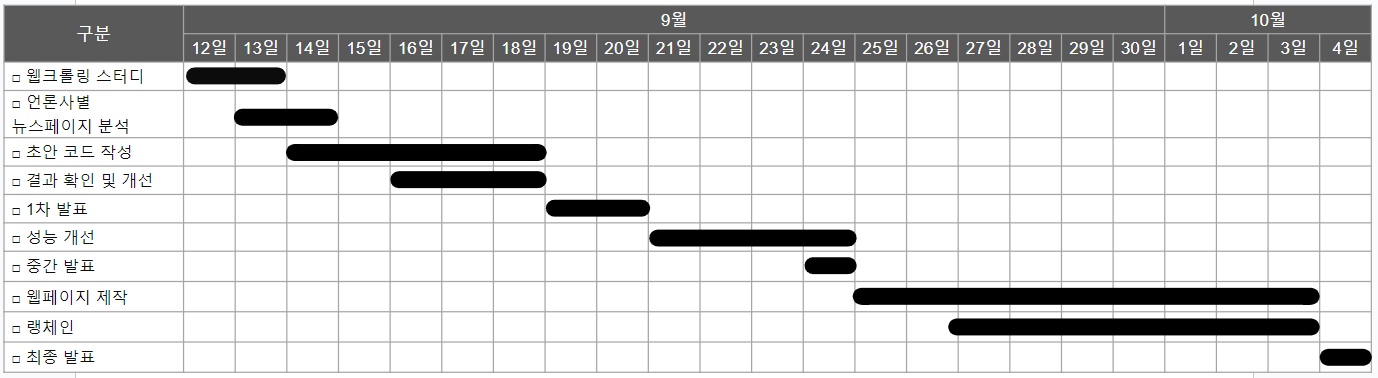 구분
9월
10월
12일 13일 14일 15일 16일 17일 18일 19일 20일 21일 22일 23일 24일 25일 26일 27일 28일 29일 30일 1일 2일 3일 4일
□ 웹크롤링 스터디
□ 언론사별
뉴스페이지 분석
□ 초안 코드 작성
□ 결과 확인 및 개선
□ 1차 발표
□ 성능 개선
□ 중간 발표
□ 웹페이지 제작
□ 랭체인
□ 최종 발표